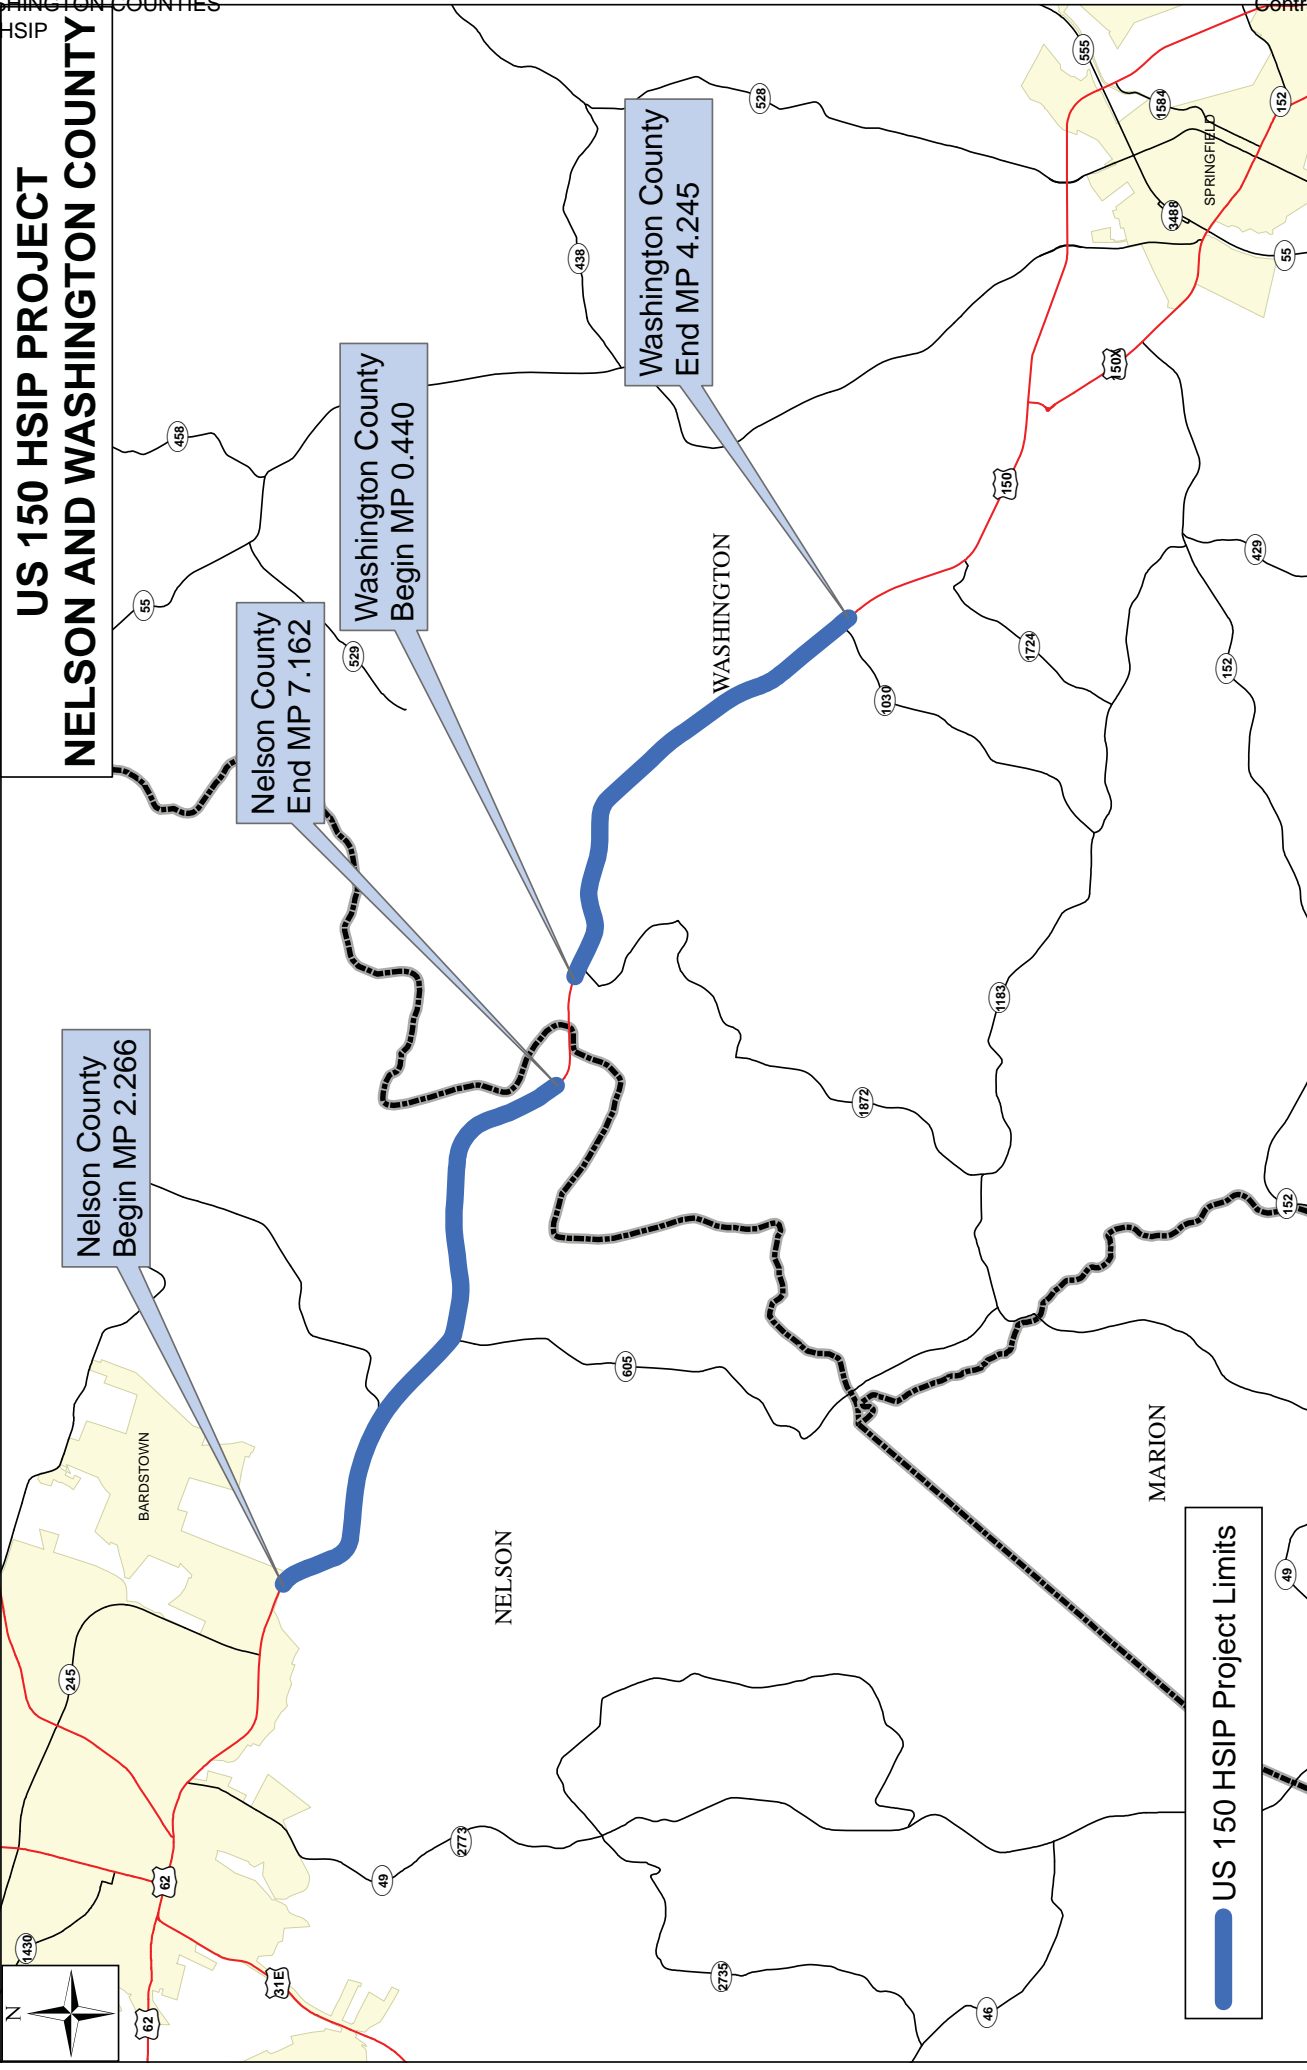 SHINGTON COUNTIES
HSIP
Contr
US 150 HSIP PROJECT
NELSON AND WASHINGTON COUNTY
N
Nelson County
Begin MP 2.266
Nelson County
End MP 7.162
Washington County
Begin MP 0.440
Washington County
End MP 4.245
BARDSTOWN
NELSON
WASHINGTON
MARION
SPRINGFIELD
1430
245
62
62
31E
49
2773
2735
46
605
1872
1183
152
49
55
458
529
438
528
555
1584
152
3488
55
150X
150
1724
1030
429
152
US 150 HSIP Project Limits